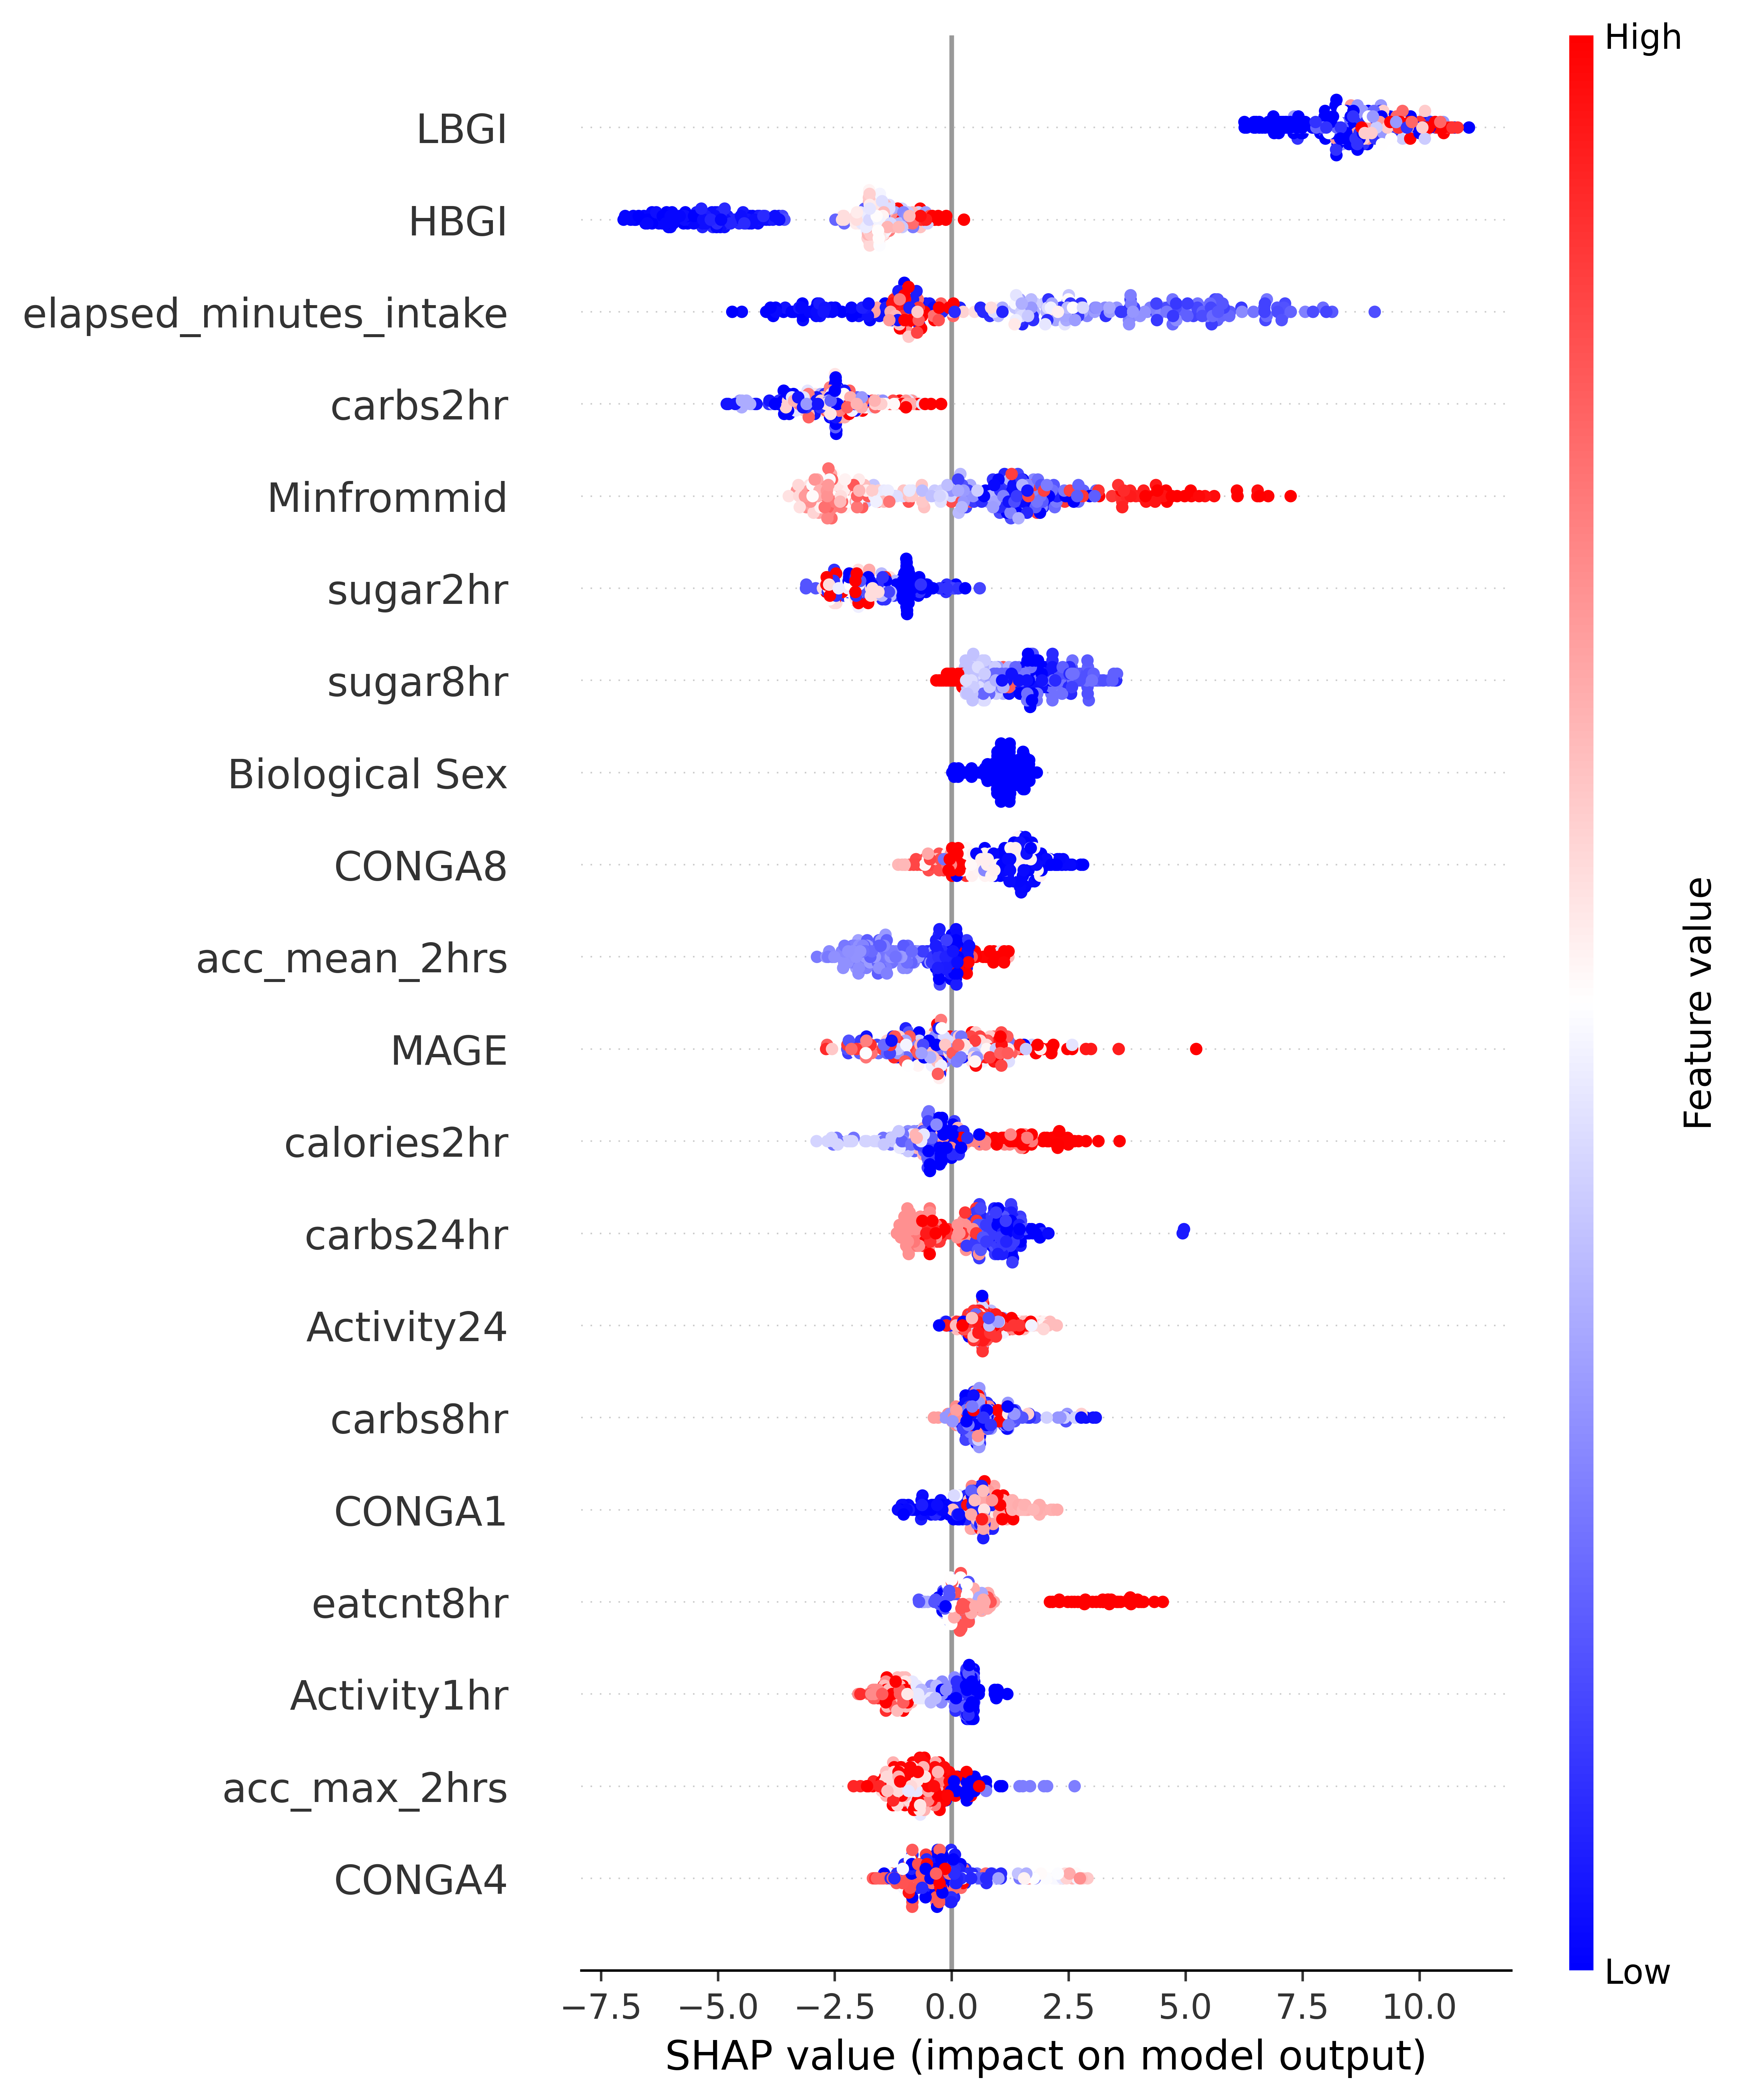 High
LBGI
HBGI
elapsed_minutes_intake
carbs2hr
Minfrommid
sugar2hr
sugar8hr
Biological Sex
CONGA8
acc_mean_2hrs
MAGE
calories2hr
carbs24hr
Activity24
carbs8hr
CONGA1
eatcnt8hr
Activity1hr
acc_max_2hrs
CONGA4
Feature value
Low
−7.5 −5.0 −2.5 0.0 2.5 5.0 7.5 10.0
SHAP value (impact on model output)